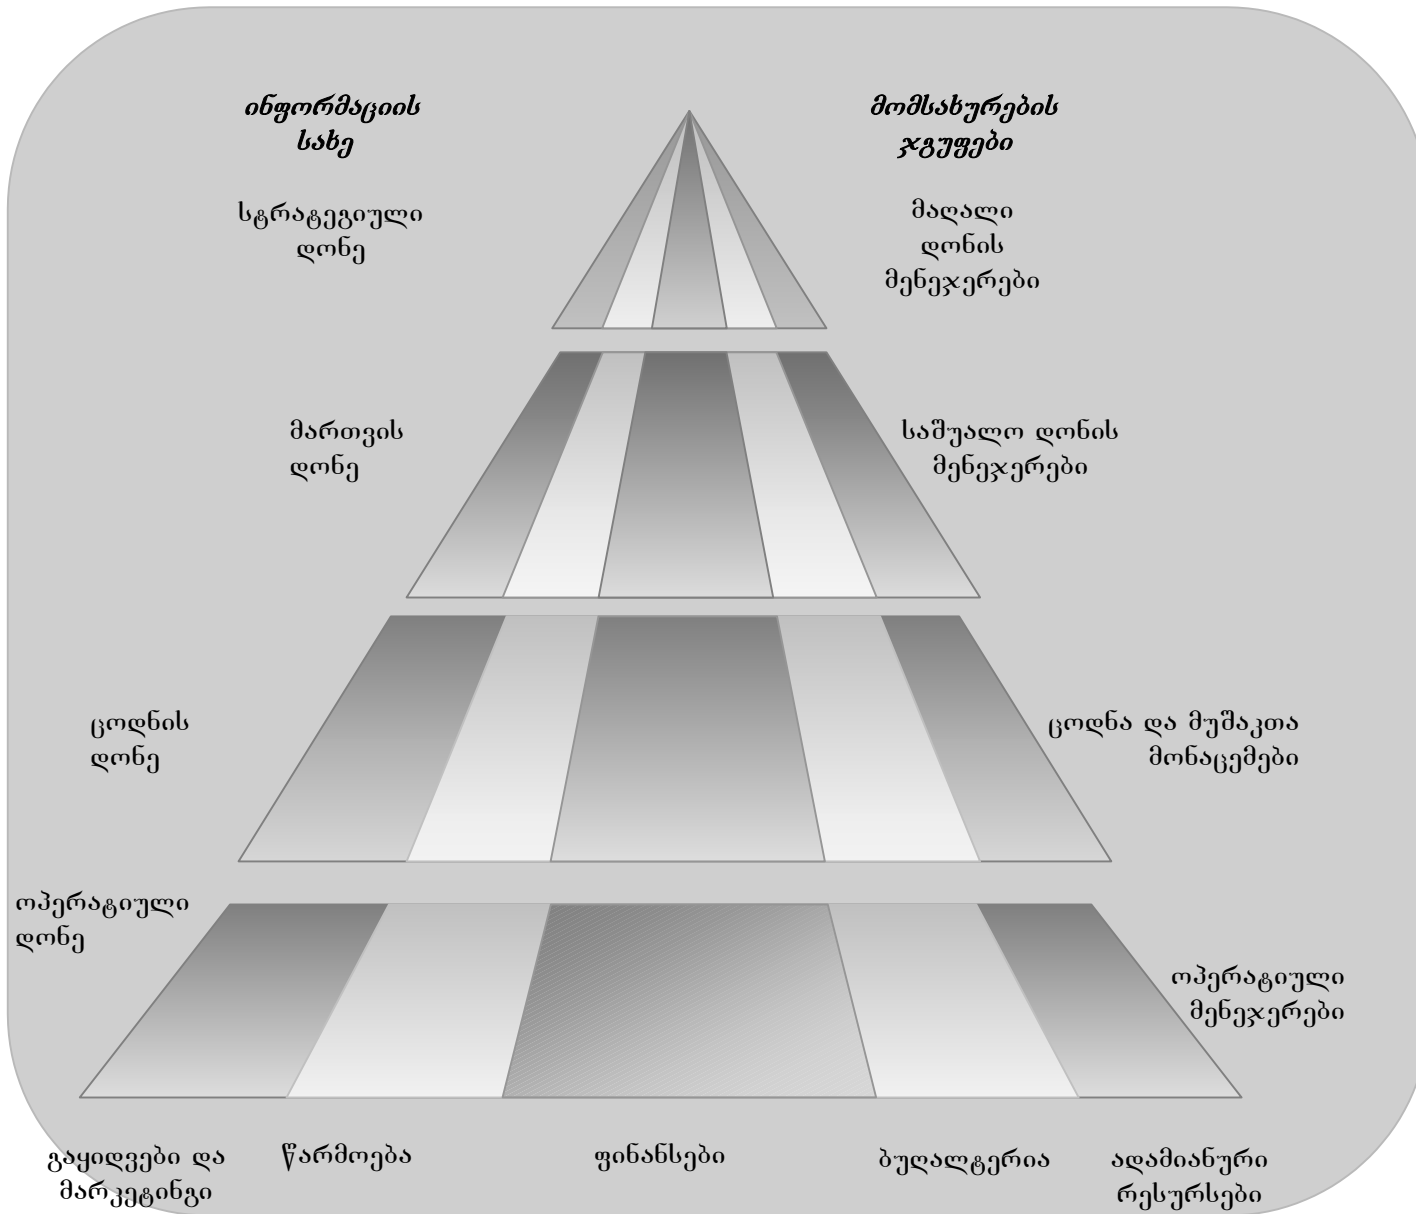 ინფორმაციის
სახე
მომსახურების
ჯგუფები
სტრატეგიული
დონე
მაღალი
დონის
მენეჯერები
მართვის
დონე
საშუალო დონის
მენეჯერები
ცოდნის
დონე
ცოდნა და მუშაკთა
მონაცემები
ოპერატიული
დონე
ოპერატიული
მენეჯერები
გაყიდვები და
მარკეტინგი
წარმოება
ფინანსები
ბუღალტერია
ადამიანური
რესურსები